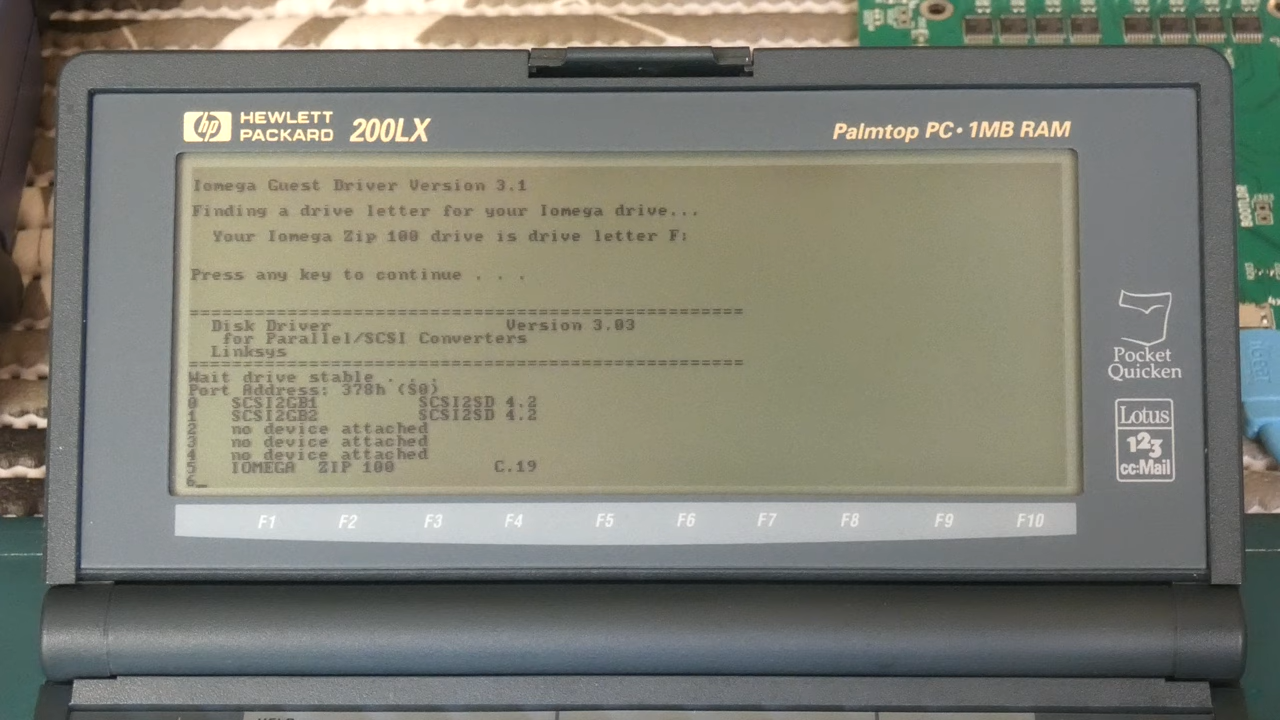 hp HEWLETT PACKARD 200LX
Palmtop PC • 1MB RAM
Iomega Guest Driver Version 3.1
Finding a drive letter for your Iomega drive...
Your Iomega Zip 100 drive is drive letter F:
Press any key to continue . . .
===================================================
Disk Driver Version 3.03
for Parallel/SCSI Converters
Linksys
===================================================
Wait drive stable . . .
Port Address: 378h (S0)
0 SCSI2GB1 SCSI2SD 4.2
1 SCSI2GB2 SCSI2SD 4.2
2 no device attached
3 no device attached
4 no device attached
5 IOMEGA ZIP 100 C.19
6_
Pocket
Quicken
Lotus
123
cc:Mail
F1 F2 F3 F4 F5 F6 F7 F8 F9 F10